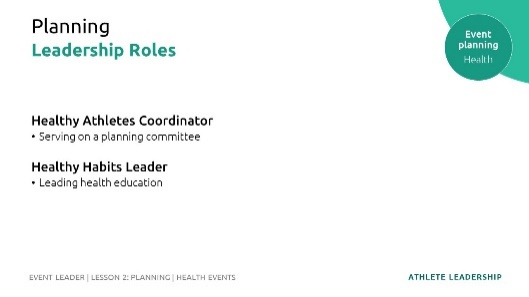 Planning
Leadership Roles
Event
planning
Health
Healthy Athletes Coordinator
• Serving on a planning committee
Healthy Habits Leader
• Leading health education
EVENT LEADER | LESSON 2: PLANNING | HEALTH EVENTS
ATHLETE LEADERSHIP